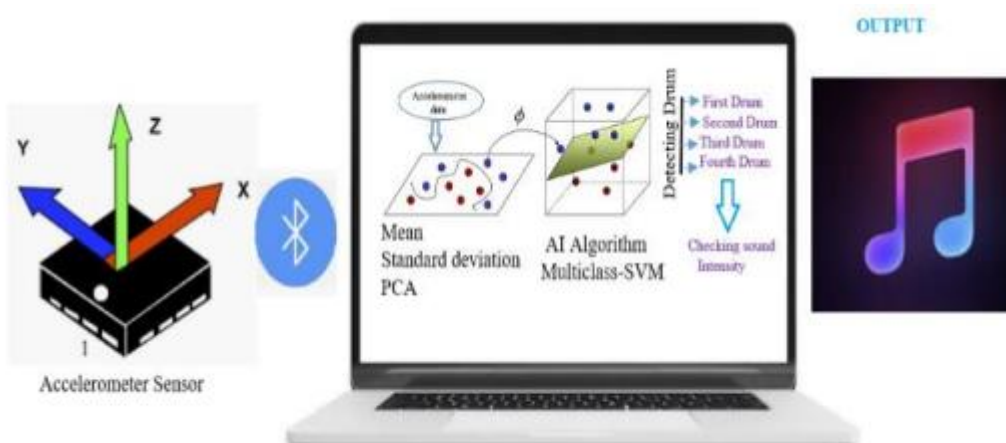 OUTPUT
Z
Y
X
1
Accelerometer Sensor
Accelerometer
data
ϕ
Mean
Standard deviation
PCA
AI Algorithm
Multiclass-SVM
Detecting Drum
First Drum
Second Drum
Third Drum
Fourth Drum
Checking sound
Intensity